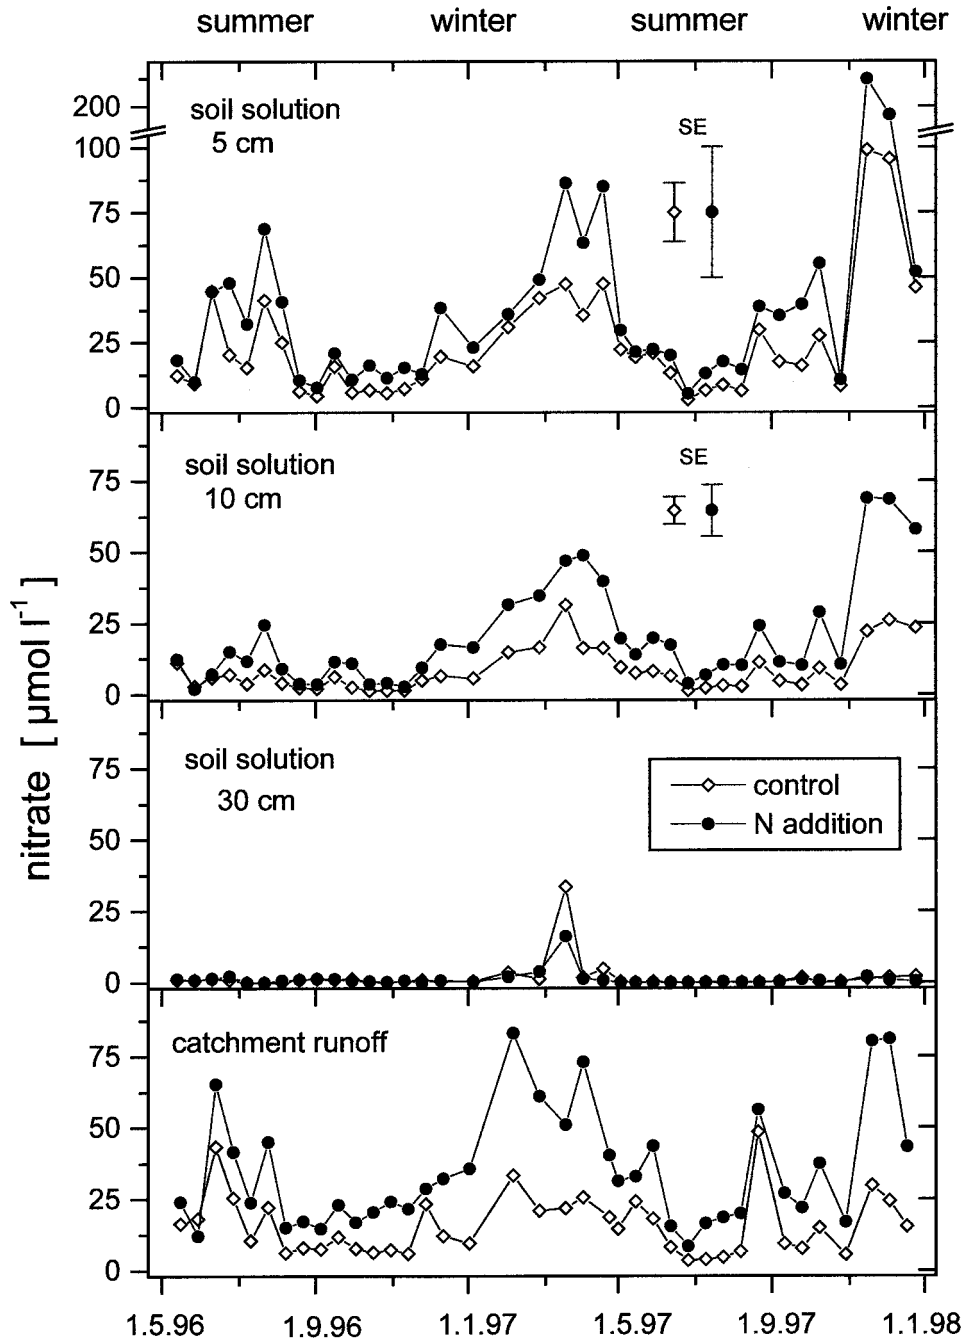 summer winter summer winter
soil solution
5 cm
SE
200
100
75
50
25
0
soil solution
10 cm
SE
75
50
25
0
soil solution
30 cm
control
N addition
75
50
25
0
catchment runoff
75
50
25
0
nitrate [ µmol l⁻¹ ]
1.5.96 1.9.96 1.1.97 1.5.97 1.9.97 1.1.98